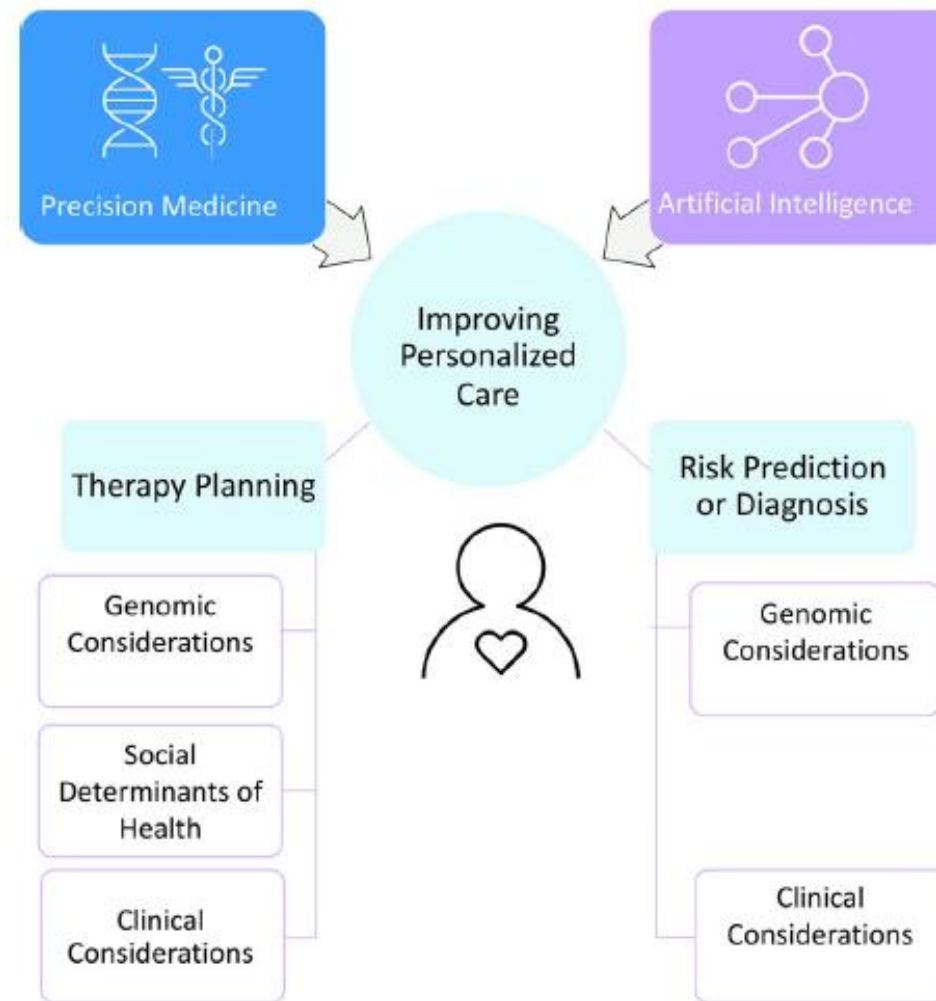 Precision Medicine
Artificial Intelligence
Improving
Personalized
Care
Therapy Planning
Risk Prediction
or Diagnosis
Genomic
Considerations
Genomic
Considerations
Social
Determinants of
Health
Clinical
Considerations
Clinical
Considerations